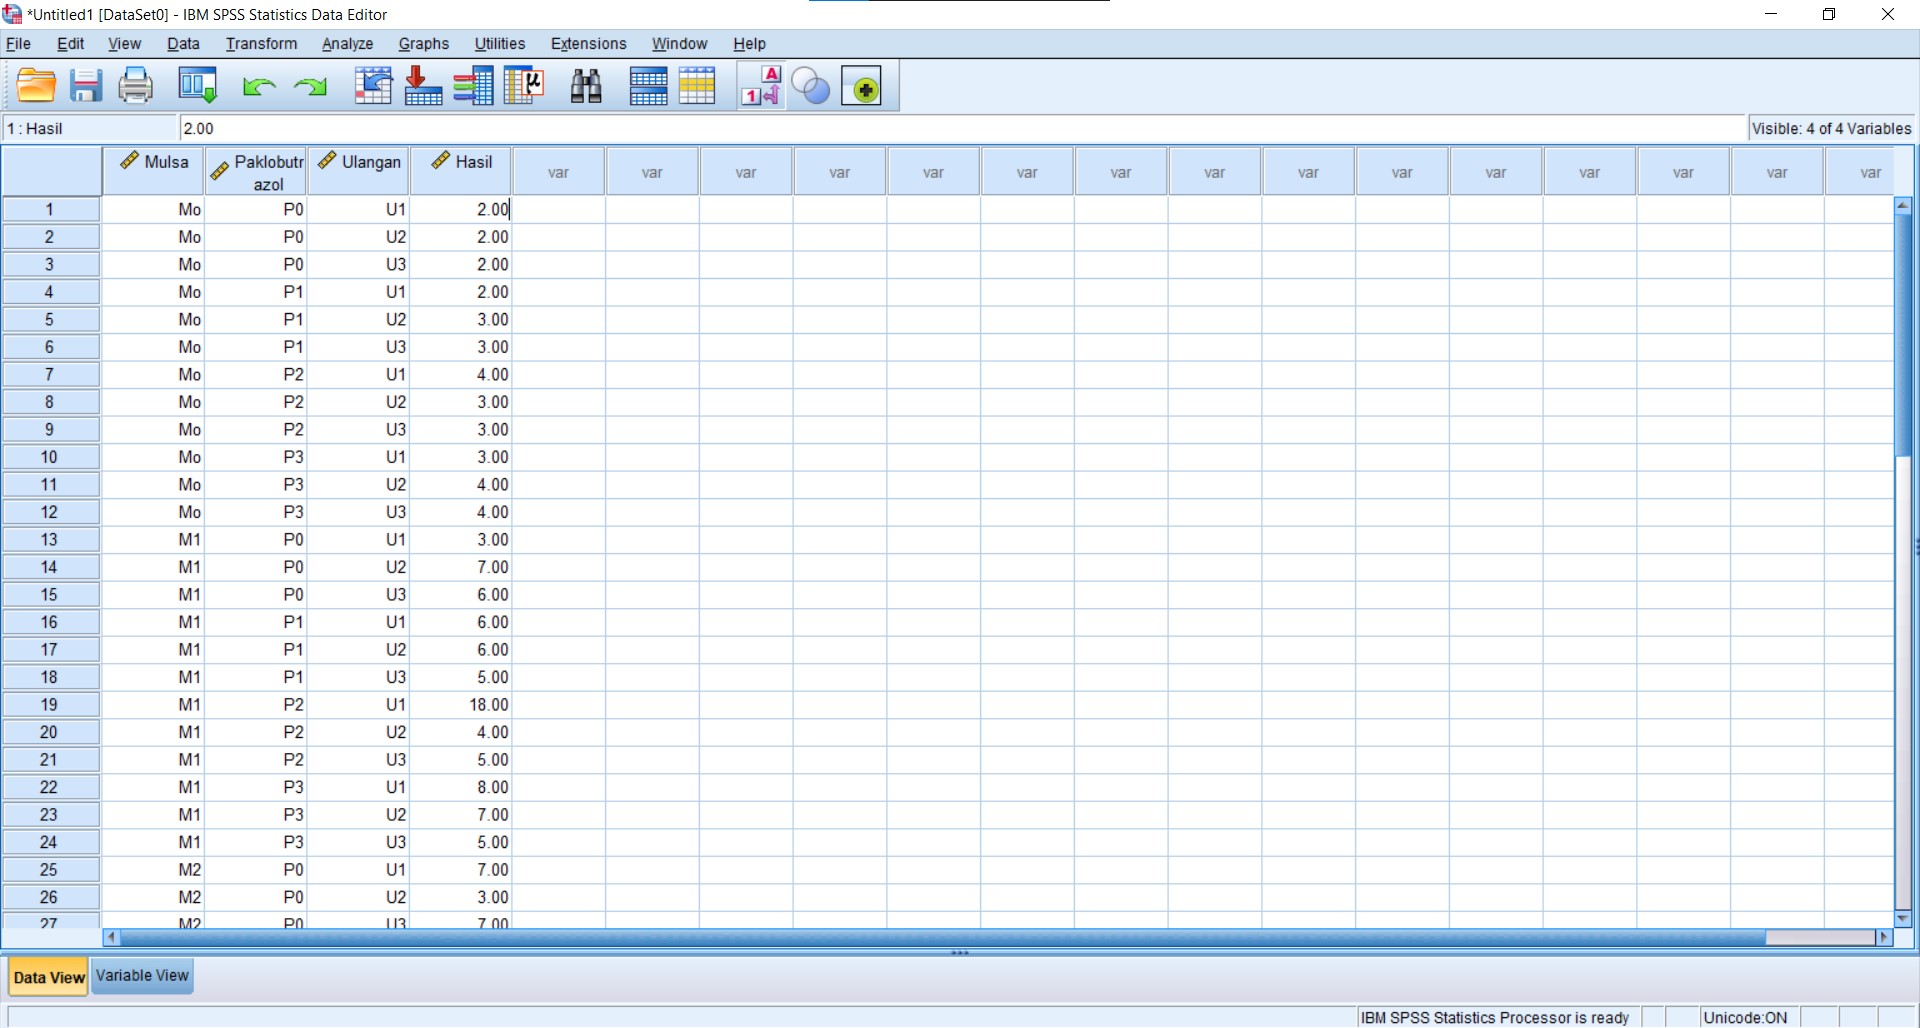 *Untitled1 [DataSet0] - IBM SPSS Statistics Data Editor
File Edit View Data Transform Analyze Graphs Utilities Extensions Window Help
1 : Hasil 2.00 Visible: 4 of 4 Variables
Mulsa Paklobutr Ulangan Hasil var var var var var var var var var var var var var var var
azol
1 Mo P0 U1 2.00
2 Mo P0 U2 2.00
3 Mo P0 U3 2.00
4 Mo P1 U1 2.00
5 Mo P1 U2 3.00
6 Mo P1 U3 3.00
7 Mo P2 U1 4.00
8 Mo P2 U2 3.00
9 Mo P2 U3 3.00
10 Mo P3 U1 3.00
11 Mo P3 U2 4.00
12 Mo P3 U3 4.00
13 M1 P0 U1 3.00
14 M1 P0 U2 7.00
15 M1 P0 U3 6.00
16 M1 P1 U1 6.00
17 M1 P1 U2 6.00
18 M1 P1 U3 5.00
19 M1 P2 U1 18.00
20 M1 P2 U2 4.00
21 M1 P2 U3 5.00
22 M1 P3 U1 8.00
23 M1 P3 U2 7.00
24 M1 P3 U3 5.00
25 M2 P0 U1 7.00
26 M2 P0 U2 3.00
27 M2 P0 U3 7.00
Data View Variable View
IBM SPSS Statistics Processor is ready Unicode:ON